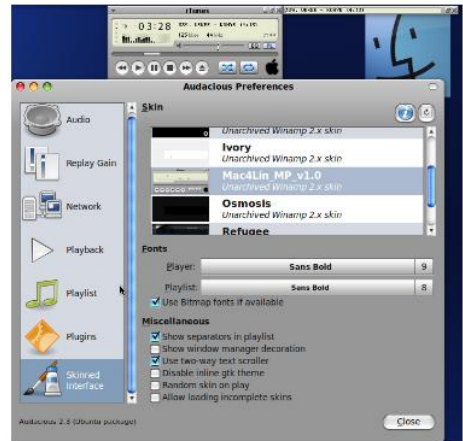 iTunes
03:28
Audacious Preferences
Audio
Replay Gain
Network
Playback
Playlist
Plugins
Skinned
Interface
Skin
Unarchived Winamp 2.x skin
Ivory
Unarchived Winamp 2.x skin
Mac4Lin_MP_v1.0
Unarchived Winamp 2.x skin
Osmosis
Unarchived Winamp 2.x skin
Refugee
Fonts
Player:
Sans Bold
9
Playlist:
Sans Bold
8
Use Bitmap fonts if available
Miscellaneous
Show separators in playlist
Show window manager decoration
Use two-way text scroller
Disable inline gtk theme
Random skin on play
Allow loading incomplete skins
Audacious 2.3 (Ubuntu package)
Close